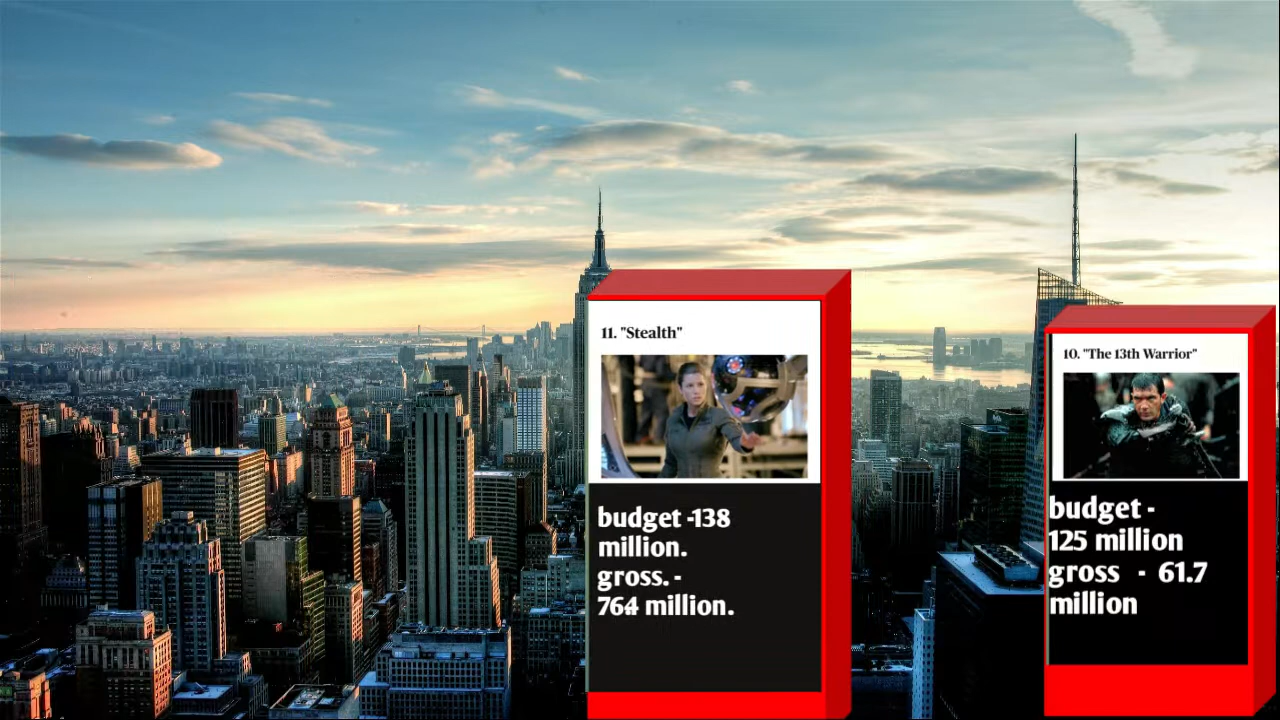 11. "Stealth"
budget -138
million.
gross. -
764 million.
10. "The 13th Warrior"
budget -
125 million
gross - 61.7
million